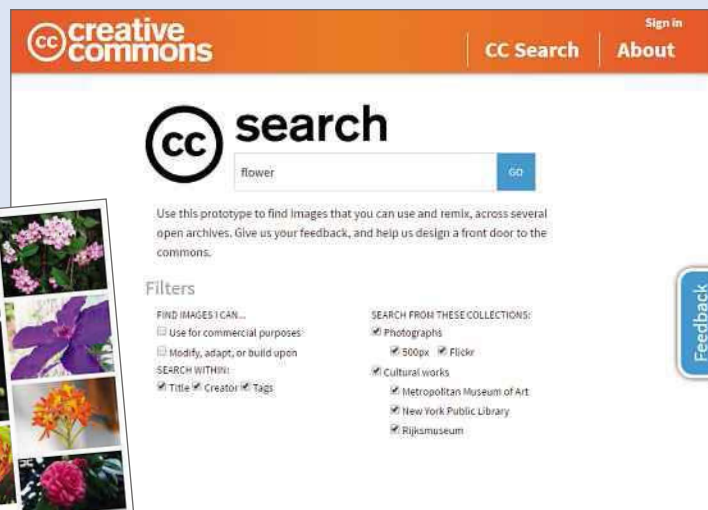 Sign in
cc creative
commons
CC Search
About
cc search
flower
GO
Use this prototype to find images that you can use and remix, across several
open archives. Give us your feedback, and help us design a front door to the
commons.
Filters
FIND IMAGES I CAN...
Use for commercial purposes
Modify, adapt, or build upon
SEARCH WITHIN:
Title Creator Tags
SEARCH FROM THESE COLLECTIONS:
Photographs
500px Flickr
Cultural works
Metropolitan Museum of Art
New York Public Library
Rijksmuseum
Feedback